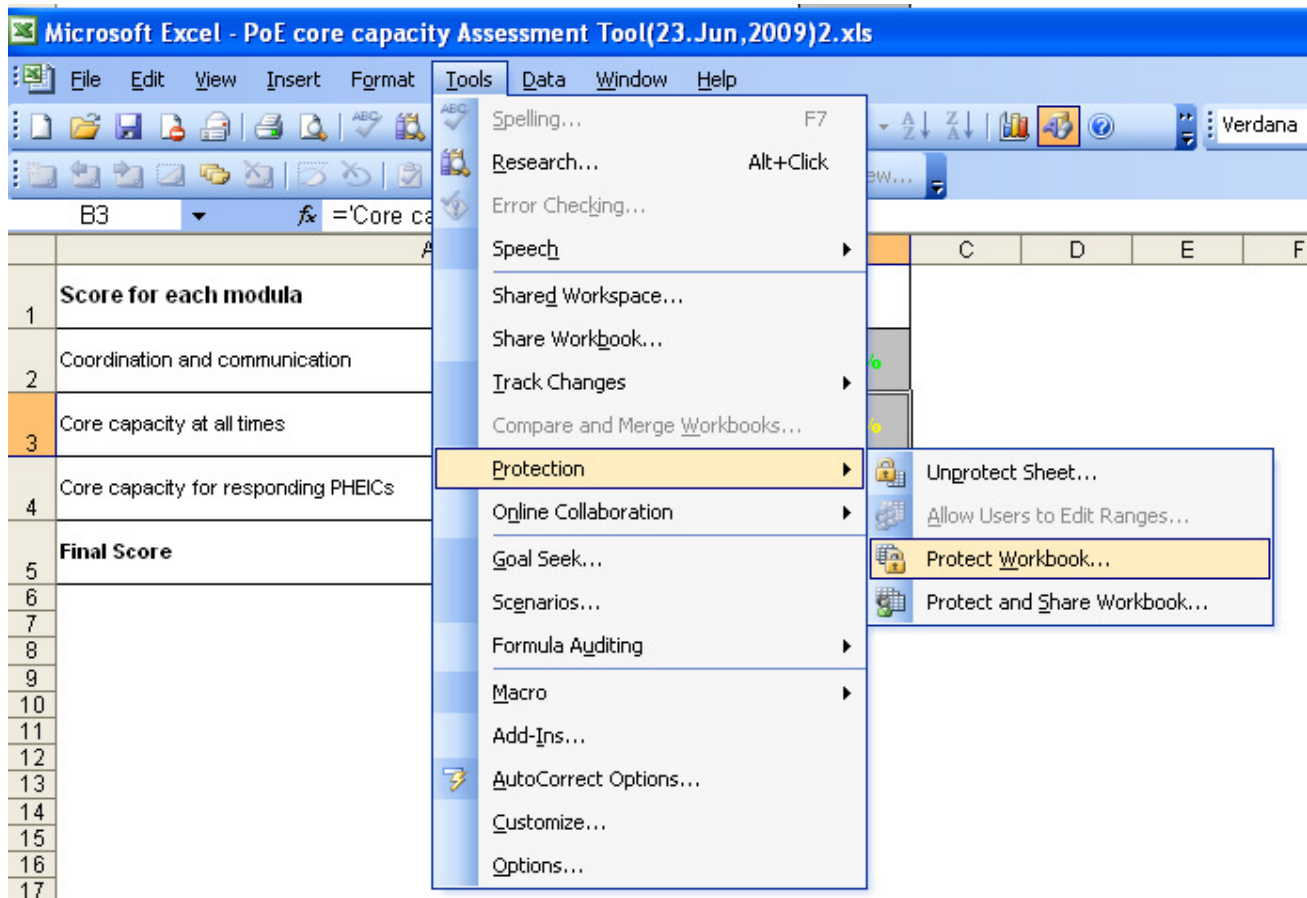 Microsoft Excel - PoE core capacity Assessment Tool(23.Jun,2009)2.xls
File Edit View Insert Format Tools Data Window Help
Verdana
B3 fx ='Core ca
A C D E F
1 Score for each modula
2 Coordination and communication %
3 Core capacity at all times %
4 Core capacity for responding PHEICs
5 Final Score
6
7
8
9
10
11
12
13
14
15
16
17
Spelling... F7
Research... Alt+Click
Error Checking...
Speech
Shared Workspace...
Share Workbook...
Track Changes
Compare and Merge Workbooks...
Protection
Online Collaboration
Goal Seek...
Scenarios...
Formula Auditing
Macro
Add-Ins...
AutoCorrect Options...
Customize...
Options...
Unprotect Sheet...
Allow Users to Edit Ranges...
Protect Workbook...
Protect and Share Workbook...